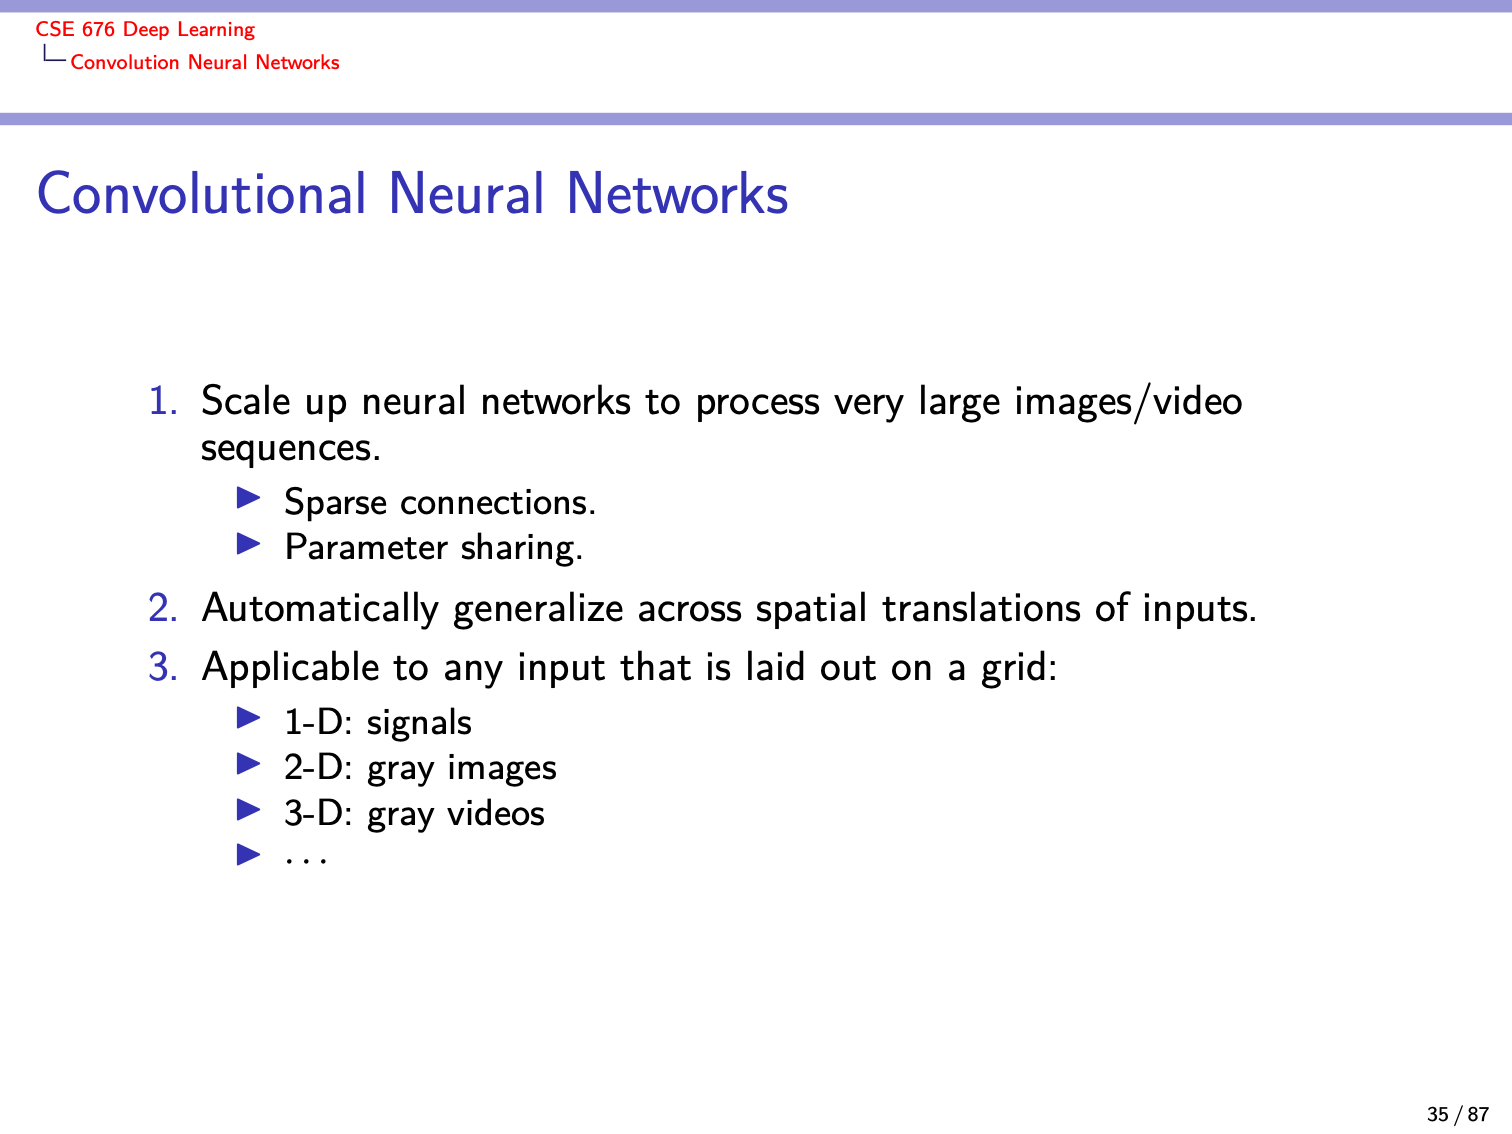 CSE 676 Deep Learning
Convolution Neural Networks
Convolutional Neural Networks
1. Scale up neural networks to process very large images/video
sequences.
▶ Sparse connections.
▶ Parameter sharing.
2. Automatically generalize across spatial translations of inputs.
3. Applicable to any input that is laid out on a grid:
▶ 1-D: signals
▶ 2-D: gray images
▶ 3-D: gray videos
▶ · · ·
35 / 87